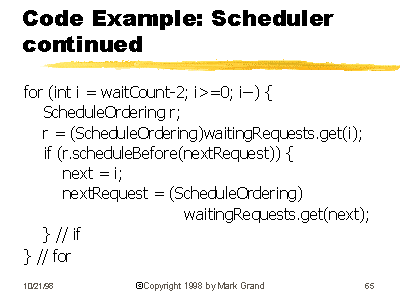 Code Example: Scheduler
continued
for (int i = waitCount-2; i>=0; i–) {
ScheduleOrdering r;
r = (ScheduleOrdering)waitingRequests.get(i);
if (r.scheduleBefore(nextRequest)) {
next = i;
nextRequest = (ScheduleOrdering)
waitingRequests.get(next);
} // if
} // for
10/21/98 ©Copyright 1998 by Mark Grand 65